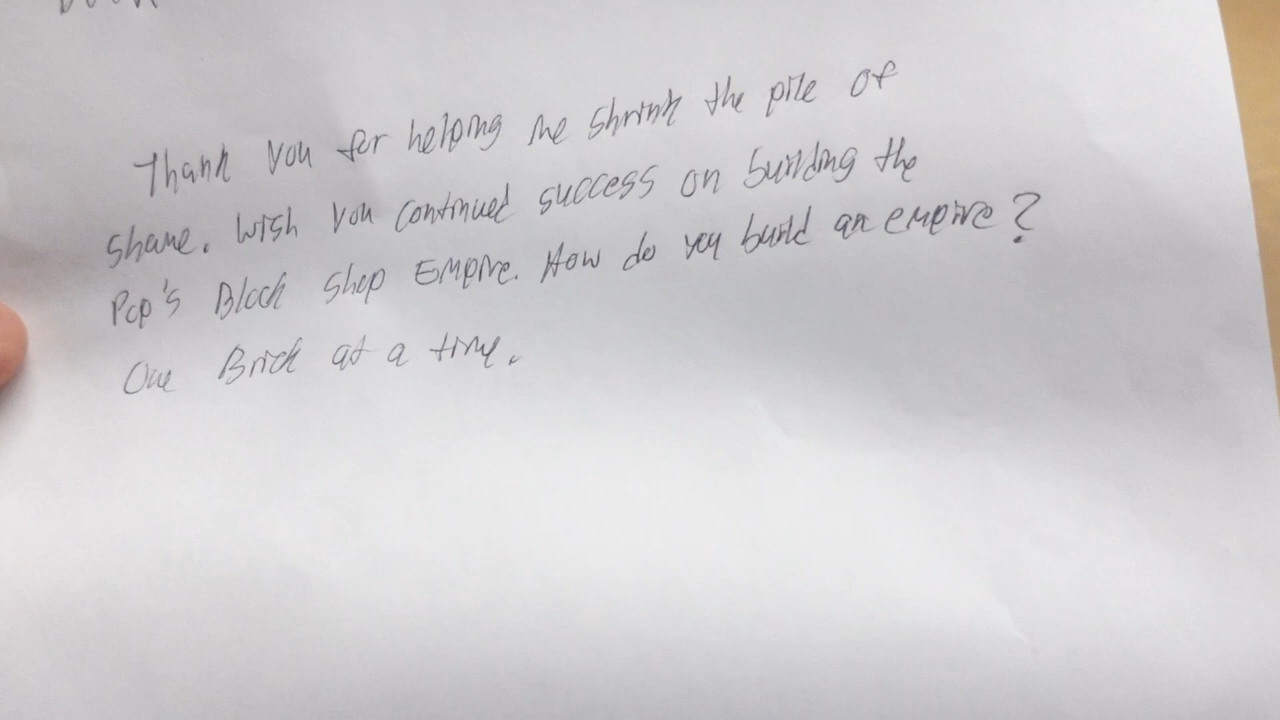 Thank you for helping me shrink the pile of
shame. Wish you continued success on building the
Pop's Block Shop Empire. How do you build an empire?
One Brick at a time.